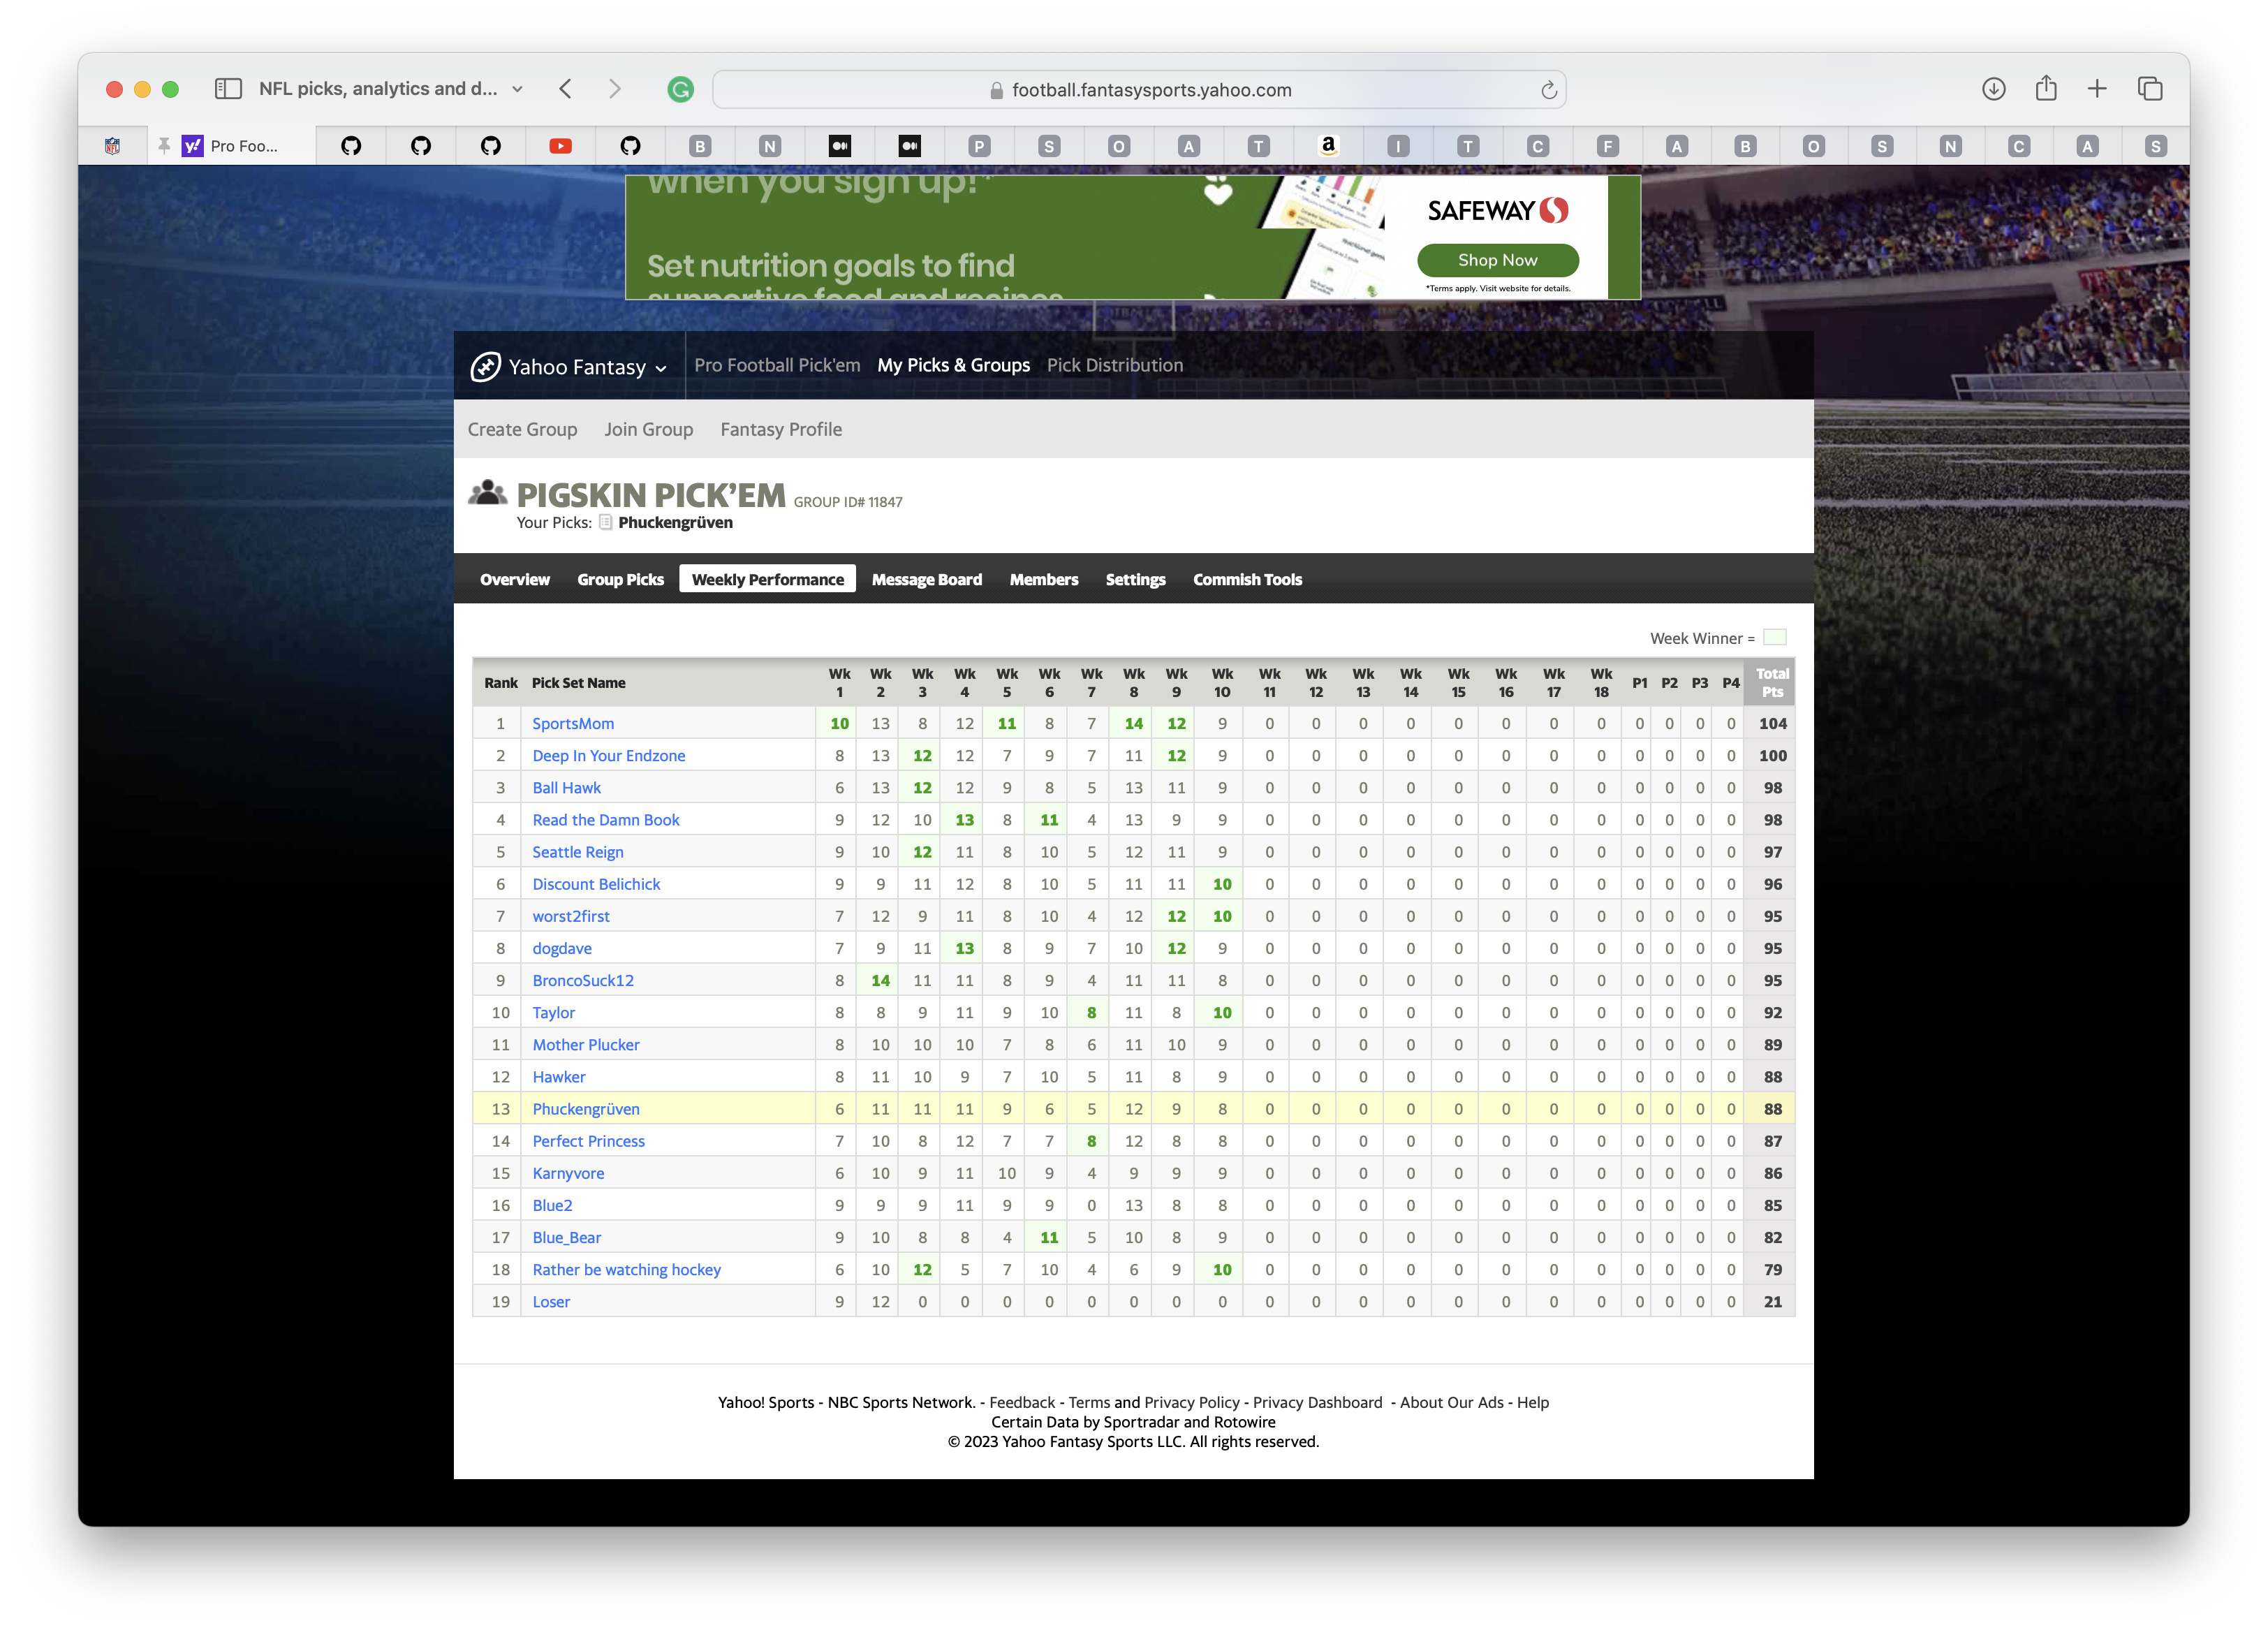 NFL picks, analytics and d...
football.fantasysports.yahoo.com
y! Pro Foo... B N P S O A T a I T C F A B O S N C A S
when you sign up!*
Set nutrition goals to find
supportive food and recipes
SAFEWAY
Shop Now
*Terms apply. Visit website for details.
Yahoo Fantasy Pro Football Pick'em My Picks & Groups Pick Distribution
Create Group Join Group Fantasy Profile
PIGSKIN PICK'EM GROUP ID# 11847
Your Picks: Phuckengrüven
Overview Group Picks Weekly Performance Message Board Members Settings Commish Tools
Week Winner =
Rank Pick Set Name Wk 1 Wk 2 Wk 3 Wk 4 Wk 5 Wk 6 Wk 7 Wk 8 Wk 9 Wk 10 Wk 11 Wk 12 Wk 13 Wk 14 Wk 15 Wk 16 Wk 17 Wk 18 P1 P2 P3 P4 Total Pts
1 SportsMom 10 13 8 12 11 8 7 14 12 9 0 0 0 0 0 0 0 0 0 0 0 0 104
2 Deep In Your Endzone 8 13 12 12 7 9 7 11 12 9 0 0 0 0 0 0 0 0 0 0 0 0 100
3 Ball Hawk 6 13 12 12 9 8 5 13 11 9 0 0 0 0 0 0 0 0 0 0 0 0 98
4 Read the Damn Book 9 12 10 13 8 11 4 13 9 9 0 0 0 0 0 0 0 0 0 0 0 0 98
5 Seattle Reign 9 10 12 11 8 10 5 12 11 9 0 0 0 0 0 0 0 0 0 0 0 0 97
6 Discount Belichick 9 9 11 12 8 10 5 11 11 10 0 0 0 0 0 0 0 0 0 0 0 0 96
7 worst2first 7 12 9 11 8 10 4 12 12 10 0 0 0 0 0 0 0 0 0 0 0 0 95
8 dogdave 7 9 11 13 8 9 7 10 12 9 0 0 0 0 0 0 0 0 0 0 0 0 95
9 BroncoSuck12 8 14 11 11 8 9 4 11 11 8 0 0 0 0 0 0 0 0 0 0 0 0 95
10 Taylor 8 8 9 11 9 10 8 11 8 10 0 0 0 0 0 0 0 0 0 0 0 0 92
11 Mother Plucker 8 10 10 10 7 8 6 11 10 9 0 0 0 0 0 0 0 0 0 0 0 0 89
12 Hawker 8 11 10 9 7 10 5 11 8 9 0 0 0 0 0 0 0 0 0 0 0 0 88
13 Phuckengrüven 6 11 11 11 9 6 5 12 9 8 0 0 0 0 0 0 0 0 0 0 0 0 88
14 Perfect Princess 7 10 8 12 7 7 8 12 8 8 0 0 0 0 0 0 0 0 0 0 0 0 87
15 Karnyvore 6 10 9 11 10 9 4 9 9 9 0 0 0 0 0 0 0 0 0 0 0 0 86
16 Blue2 9 9 9 11 9 9 0 13 8 8 0 0 0 0 0 0 0 0 0 0 0 0 85
17 Blue_Bear 9 10 8 8 4 11 5 10 8 9 0 0 0 0 0 0 0 0 0 0 0 0 82
18 Rather be watching hockey 6 10 12 5 7 10 4 6 9 10 0 0 0 0 0 0 0 0 0 0 0 0 79
19 Loser 9 12 0 0 0 0 0 0 0 0 0 0 0 0 0 0 0 0 0 0 0 0 21
Yahoo! Sports - NBC Sports Network. - Feedback - Terms and Privacy Policy - Privacy Dashboard - About Our Ads - Help
Certain Data by Sportradar and Rotowire
© 2023 Yahoo Fantasy Sports LLC. All rights reserved.